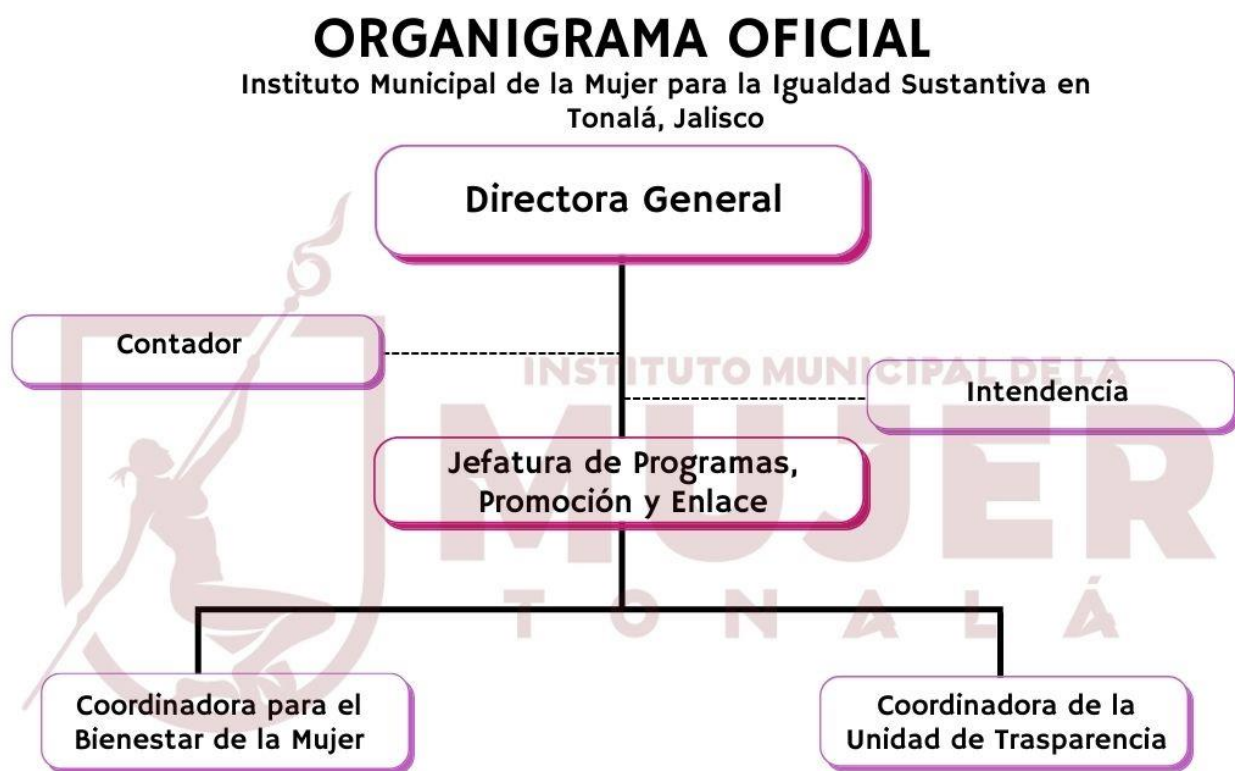 ORGANIGRAMA OFICIAL
Instituto Municipal de la Mujer para la Igualdad Sustantiva en
Tonalá, Jalisco
Directora General
Contador
INSTITUTO MUNICIPAL DE LA
Intendencia
MUJER
Jefatura de Programas,
Promoción y Enlace
TONALÁ
Coordinadora para el
Bienestar de la Mujer
Coordinadora de la
Unidad de Trasparencia